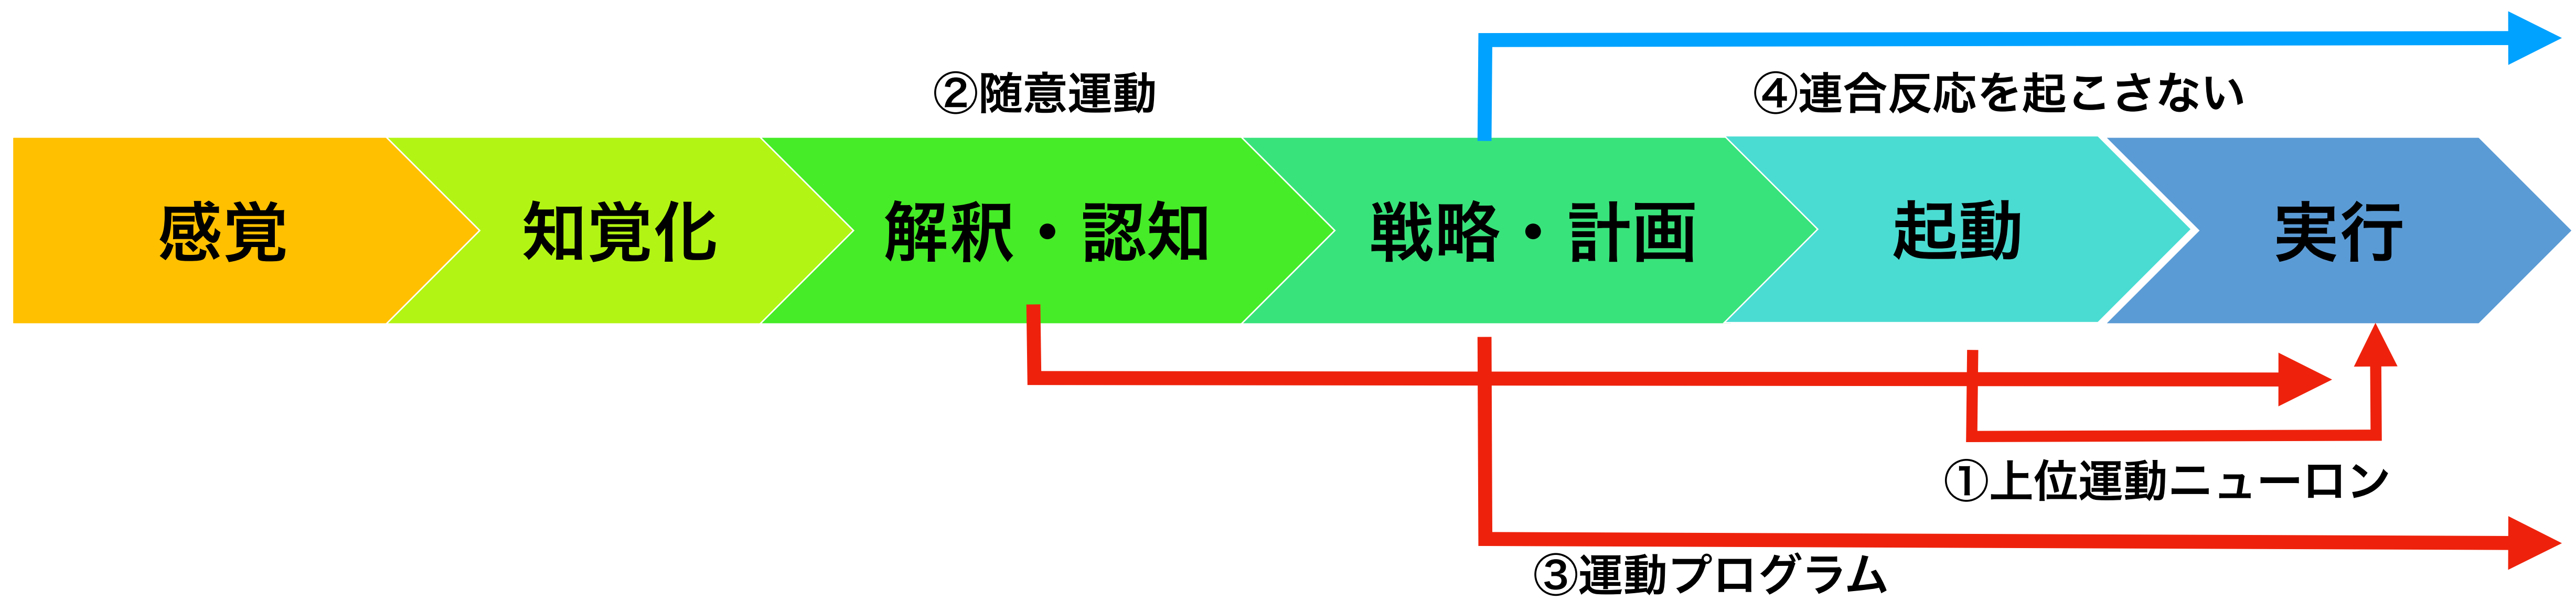 ②随意運動
④連合反応を起こさない
感覚
知覚化
解釈・認知
戦略・計画
起動
実行
①上位運動ニューロン
③運動プログラム